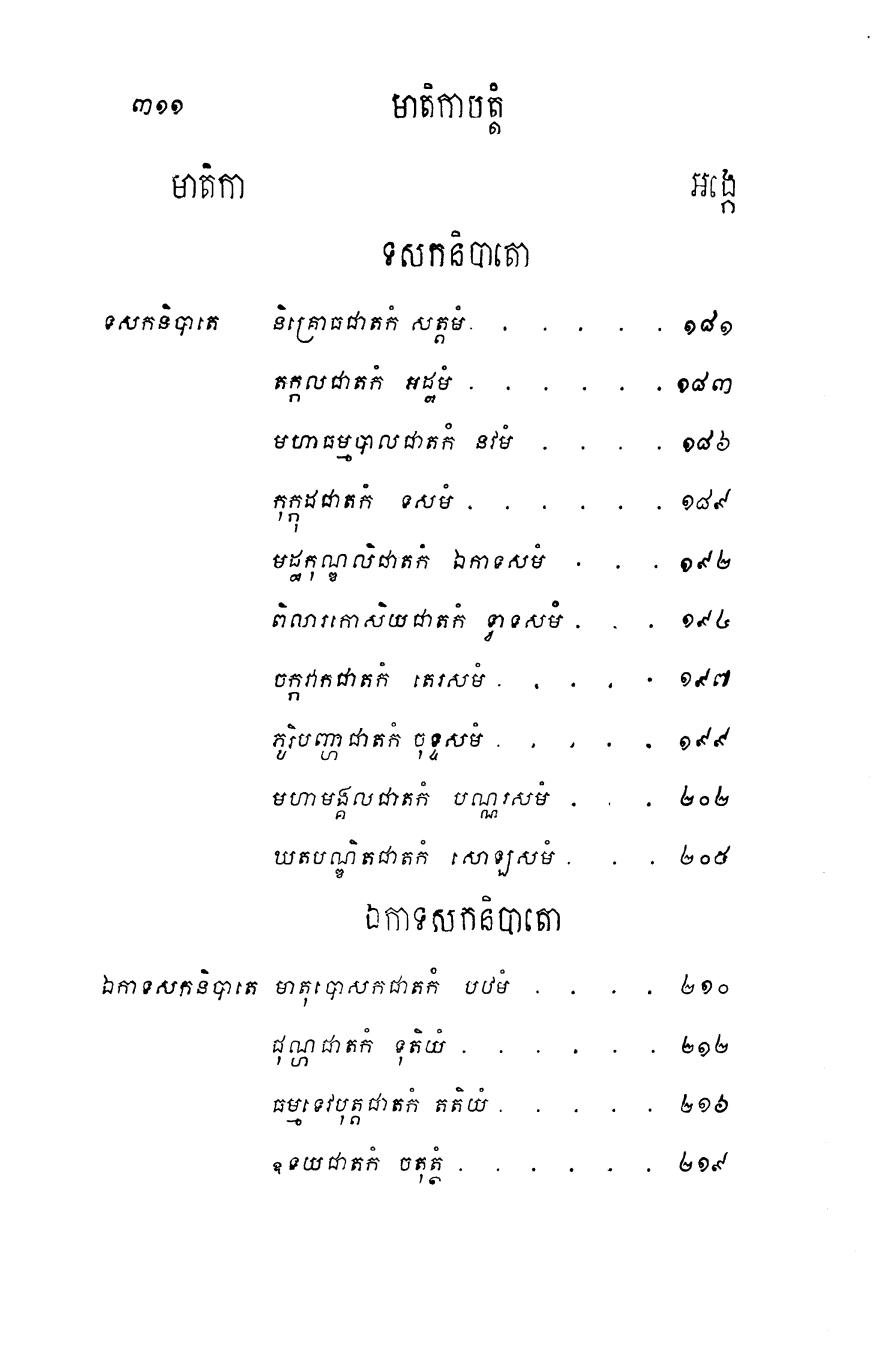 ៣១១ មាតិកាបត្តំ
មាតិកា អង្កេ
ទសកនិបាតោ
ទសកនិបាតេ និគ្រោធជាតកំ សត្តមំ . . . . . . ១៨១
តក្កលជាតកំ អដ្ឋមំ . . . . . . ១៨៣
មហាធម្មបាលជាតកំ នវមំ . . . . ១៨៦
កុក្កុដជាតកំ ទសមំ . . . . . . ១៨៩
មដ្ឋកុណ្ឌលិជាតកំ ឯកាទសមំ . . . ១៩២
ពិលារកោសិយជាតកំ ទ្វាទសមំ . . . ១៩៤
ចក្កវាកជាតកំ តេរសមំ . . . . . ១៩៧
ភូរិបញ្ហាជាតកំ ចុទ្ទសមំ . . . . . ១៩៩
មហាមង្គលជាតកំ បណ្ណរសមំ . . . ២០២
ឃតបណ្ឌិតជាតកំ សោឡសមំ . . . ២០៥
ឯកាទសកនិបាតោ
ឯកាទសកនិបាតេ មាតុបោសកជាតកំ បឋមំ . . . . ២១០
ជុណ្ហជាតកំ ទុតិយំ . . . . . . ២១២
ធម្មទេវបុត្តជាតកំ តតិយំ . . . . . ២១៦
ឧទយជាតកំ ចតុត្ថំ . . . . . . ២១៩